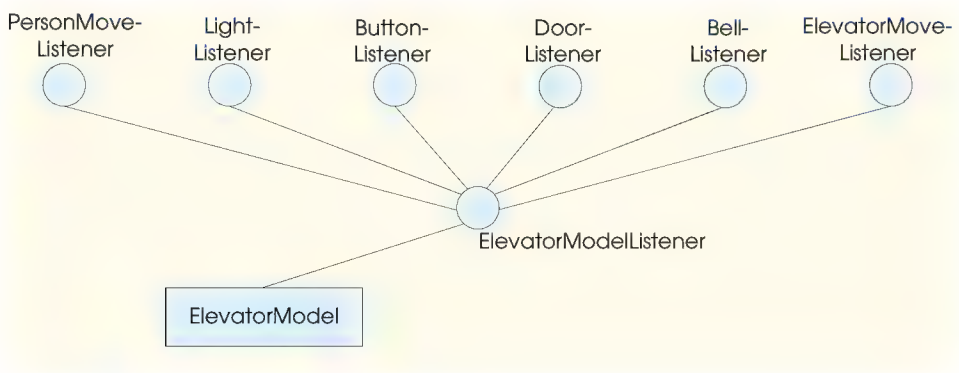 PersonMove-
Listener
Light-
Listener
Button-
Listener
Door-
Listener
Bell-
Listener
ElevatorMove-
Listener
ElevatorModelListener
ElevatorModel